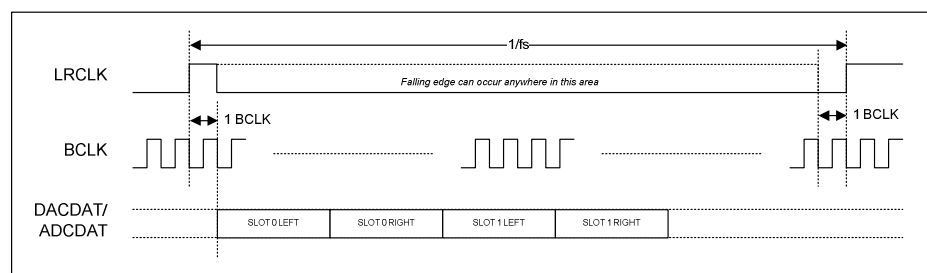 1/fs
LRCLK
Falling edge can occur anywhere in this area
1 BCLK
1 BCLK
BCLK
DACDAT/
ADCDAT
SLOT 0 LEFT
SLOT 0 RIGHT
SLOT 1 LEFT
SLOT 1 RIGHT